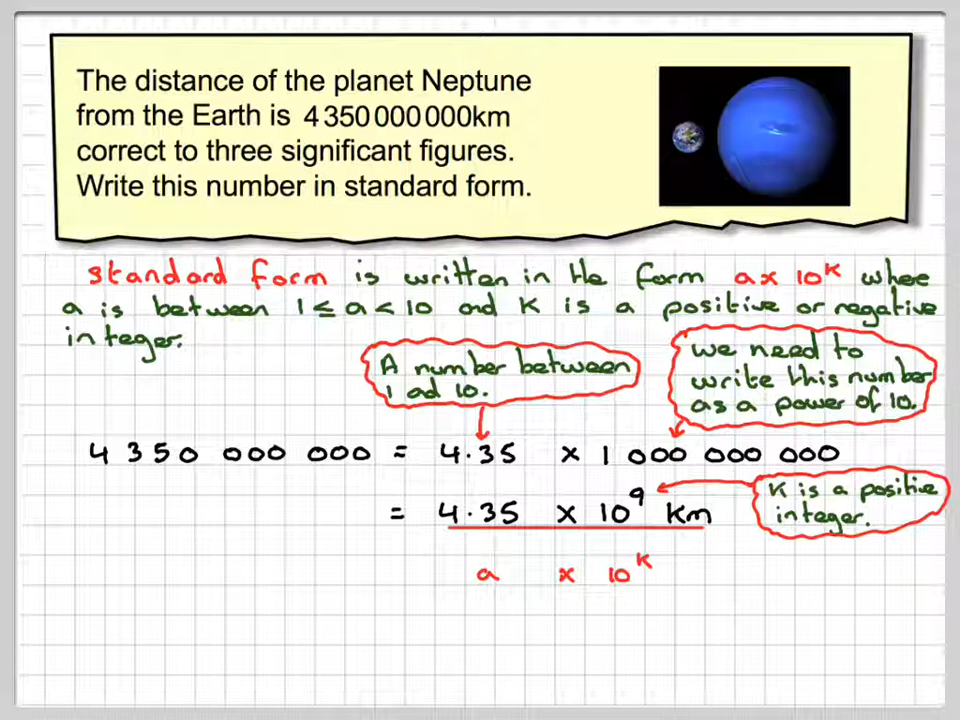 The distance of the planet Neptune
from the Earth is 4 350 000 000km
correct to three significant figures.
Write this number in standard form.
standard form is written in the form a x 10^k where
a is between 1 ≤ a < 10 and k is a positive or negative
integer.
A number between
1 ad 10.
we need to
write this number
as a power of 10.
4 350 000 000 = 4.35 x 1 000 000 000
= 4.35 x 10^9 km
k is a positive
integer.
a x 10^k